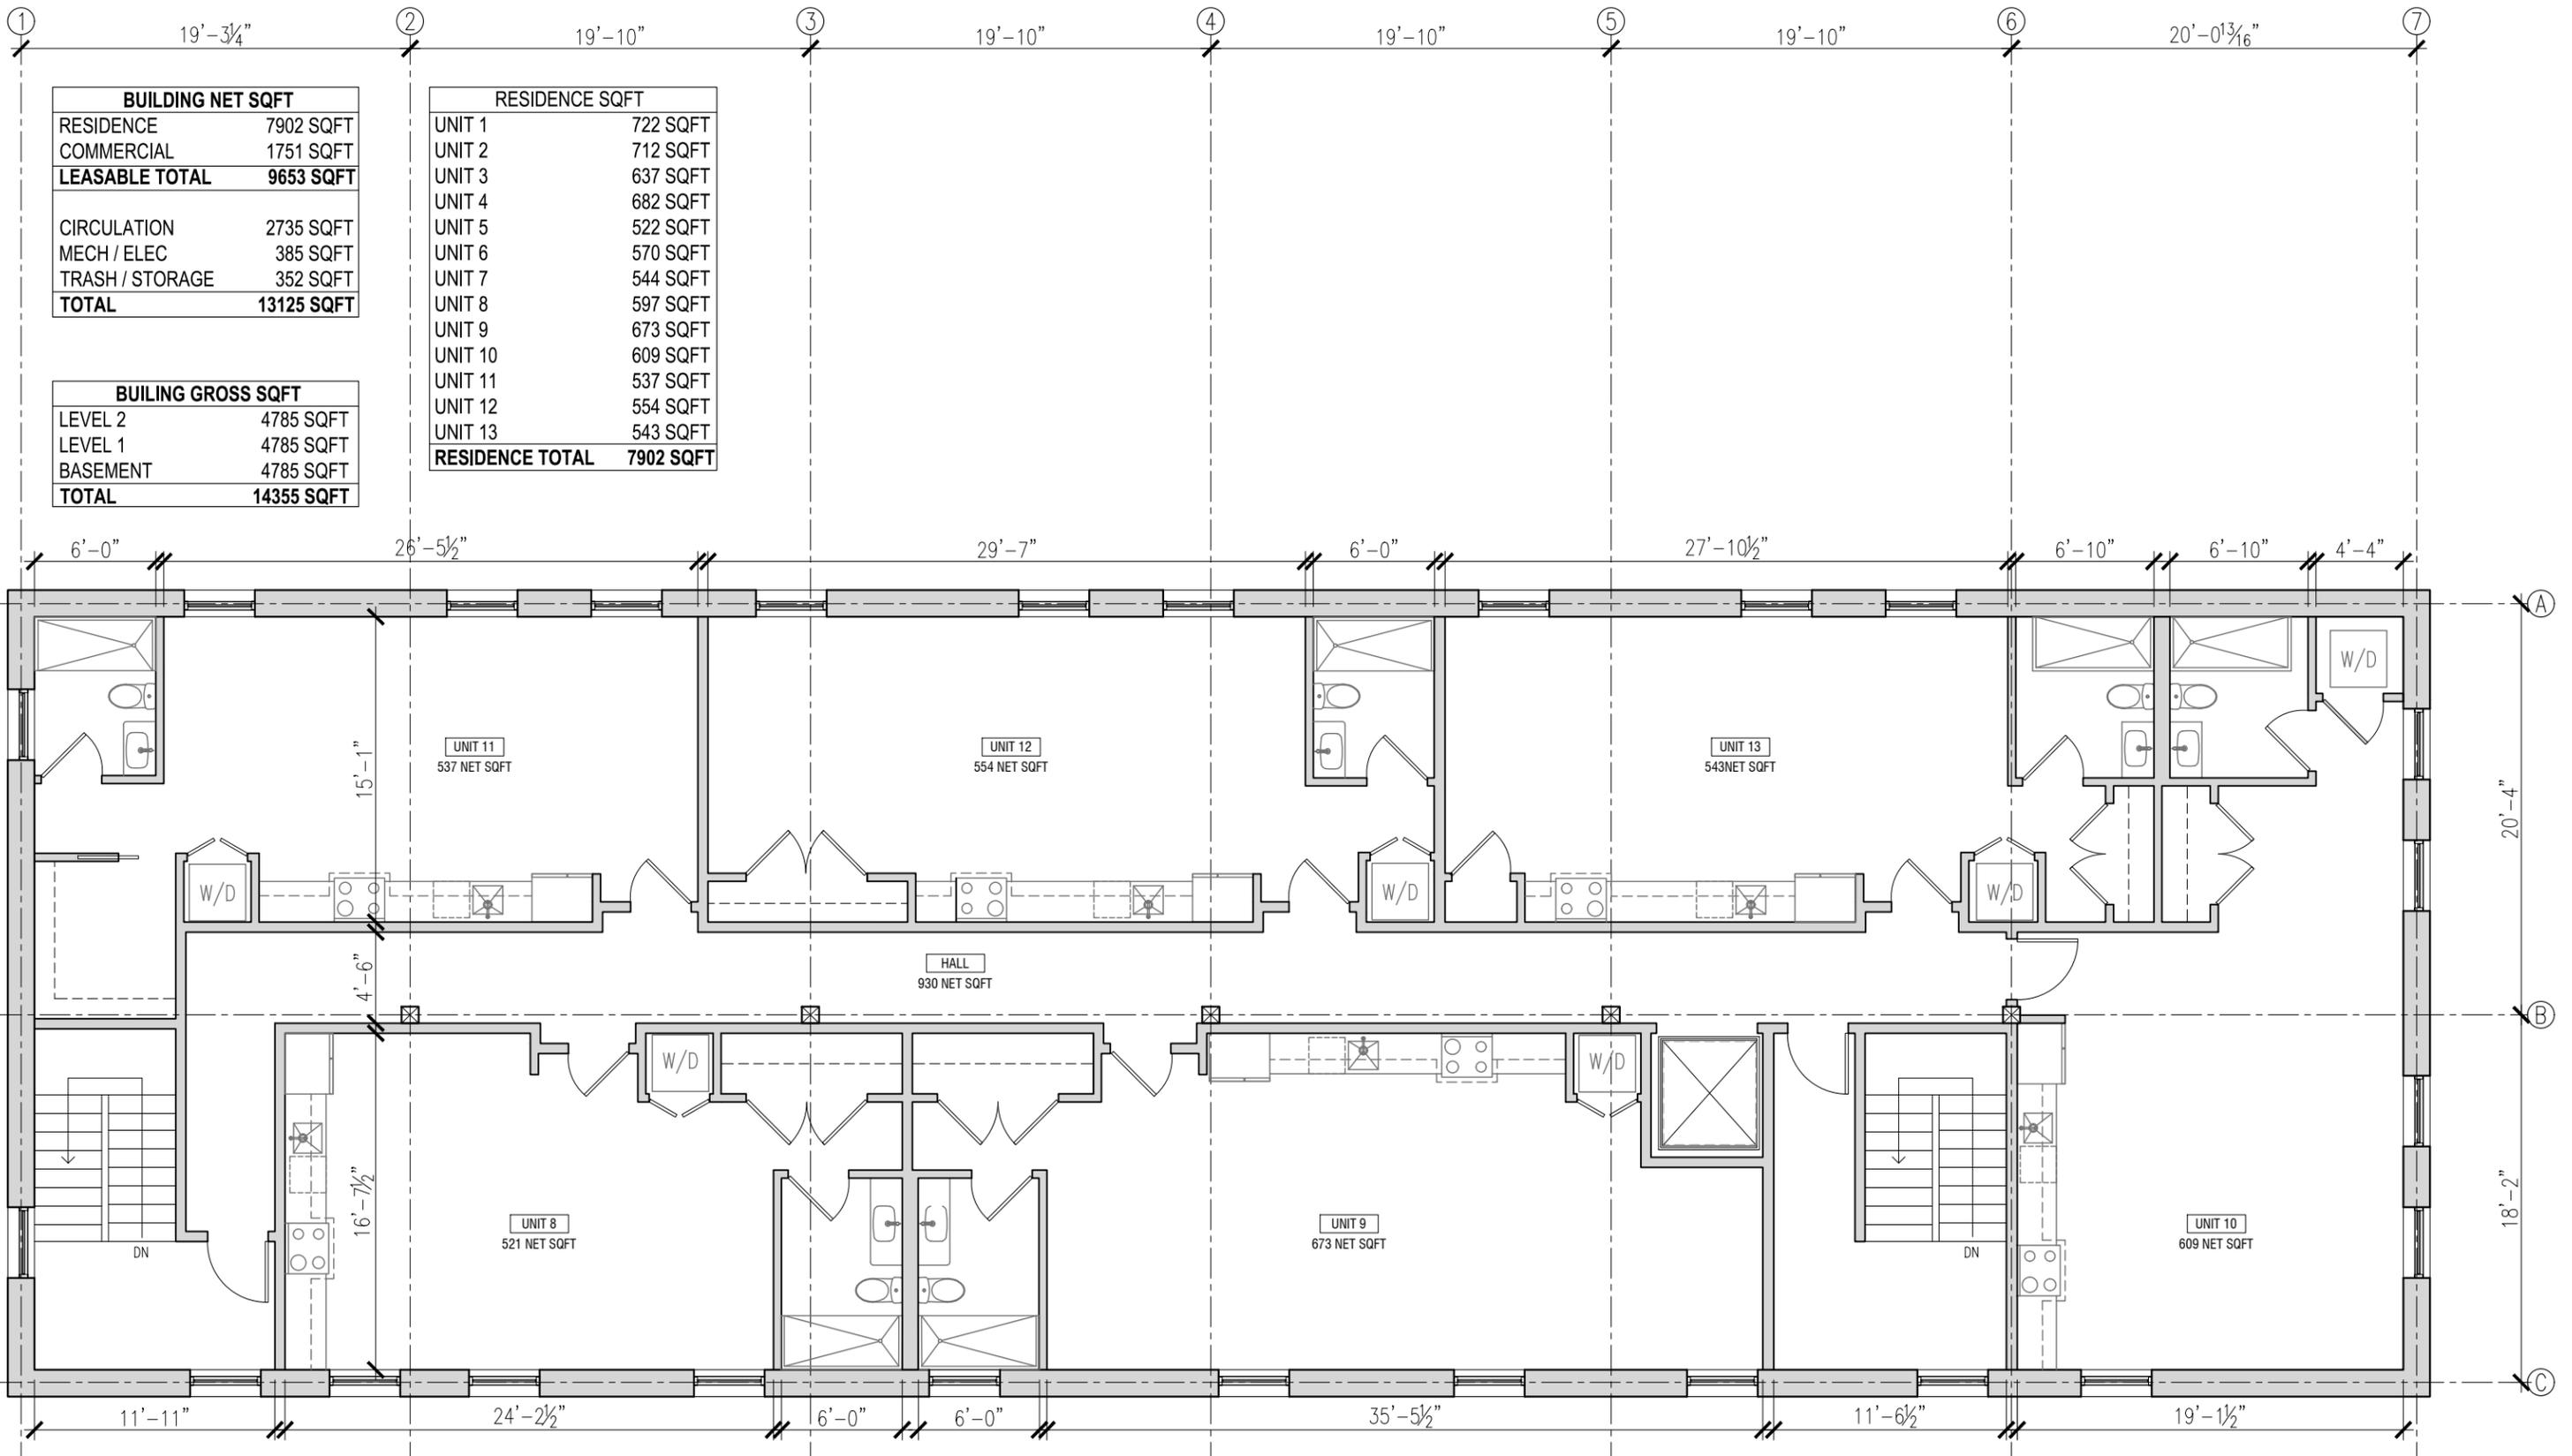 1 2 3 4 5 6 7
19'-3¼" 19'-10" 19'-10" 19'-10" 19'-10" 20'-0 13/16"
BUILDING NET SQFT
RESIDENCE 7902 SQFT
COMMERCIAL 1751 SQFT
LEASABLE TOTAL 9653 SQFT
CIRCULATION 2735 SQFT
MECH / ELEC 385 SQFT
TRASH / STORAGE 352 SQFT
TOTAL 13125 SQFT
BUILING GROSS SQFT
LEVEL 2 4785 SQFT
LEVEL 1 4785 SQFT
BASEMENT 4785 SQFT
TOTAL 14355 SQFT
RESIDENCE SQFT
UNIT 1 722 SQFT
UNIT 2 712 SQFT
UNIT 3 637 SQFT
UNIT 4 682 SQFT
UNIT 5 522 SQFT
UNIT 6 570 SQFT
UNIT 7 544 SQFT
UNIT 8 597 SQFT
UNIT 9 673 SQFT
UNIT 10 609 SQFT
UNIT 11 537 SQFT
UNIT 12 554 SQFT
UNIT 13 543 SQFT
RESIDENCE TOTAL 7902 SQFT
6'-0" 26'-5½" 29'-7" 6'-0" 27'-10½" 6'-10" 6'-10" 4'-4"
A
W/D
UNIT 11
537 NET SQFT
UNIT 12
554 NET SQFT
UNIT 13
543NET SQFT
15'-1"
20'-4"
W/D
W/D
W/D
HALL
930 NET SQFT
4'-6"
B
W/D
W/D
16'-7½"
18'-2"
UNIT 8
521 NET SQFT
UNIT 9
673 NET SQFT
UNIT 10
609 NET SQFT
DN
DN
C
11'-11" 24'-2½" 6'-0" 6'-0" 35'-5½" 11'-6½" 19'-1½"